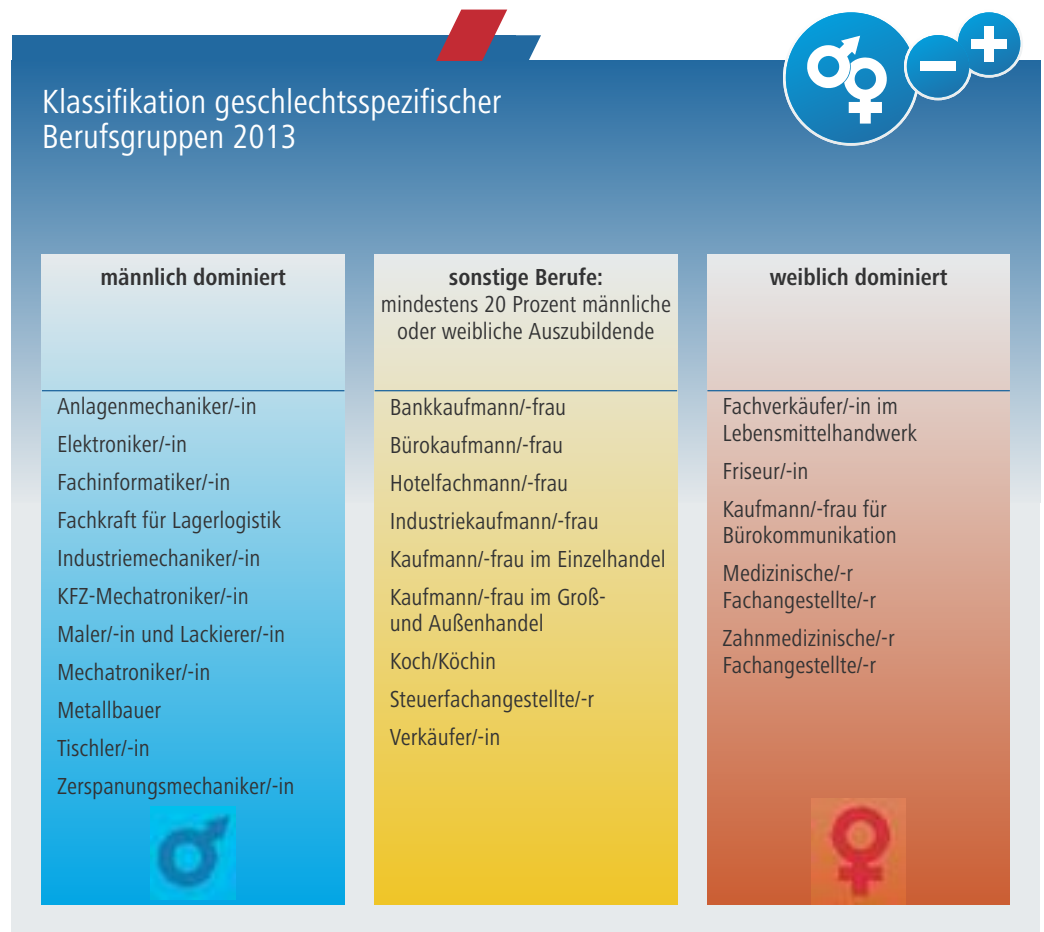 Klassifikation geschlechtsspezifischer
Berufsgruppen 2013
männlich dominiert
Anlagenmechaniker/-in
Elektroniker/-in
Fachinformatiker/-in
Fachkraft für Lagerlogistik
Industriemechaniker/-in
KFZ-Mechatroniker/-in
Maler/-in und Lackierer/-in
Mechatroniker/-in
Metallbauer
Tischler/-in
Zerspanungsmechaniker/-in
sonstige Berufe:
mindestens 20 Prozent männliche
oder weibliche Auszubildende
Bankkaufmann/-frau
Bürokaufmann/-frau
Hotelfachmann/-frau
Industriekaufmann/-frau
Kaufmann/-frau im Einzelhandel
Kaufmann/-frau im Groß-
und Außenhandel
Koch/Köchin
Steuerfachangestellte/-r
Verkäufer/-in
weiblich dominiert
Fachverkäufer/-in im
Lebensmittelhandwerk
Friseur/-in
Kaufmann/-frau für
Bürokommunikation
Medizinische/-r
Fachangestellte/-r
Zahnmedizinische/-r
Fachangestellte/-r